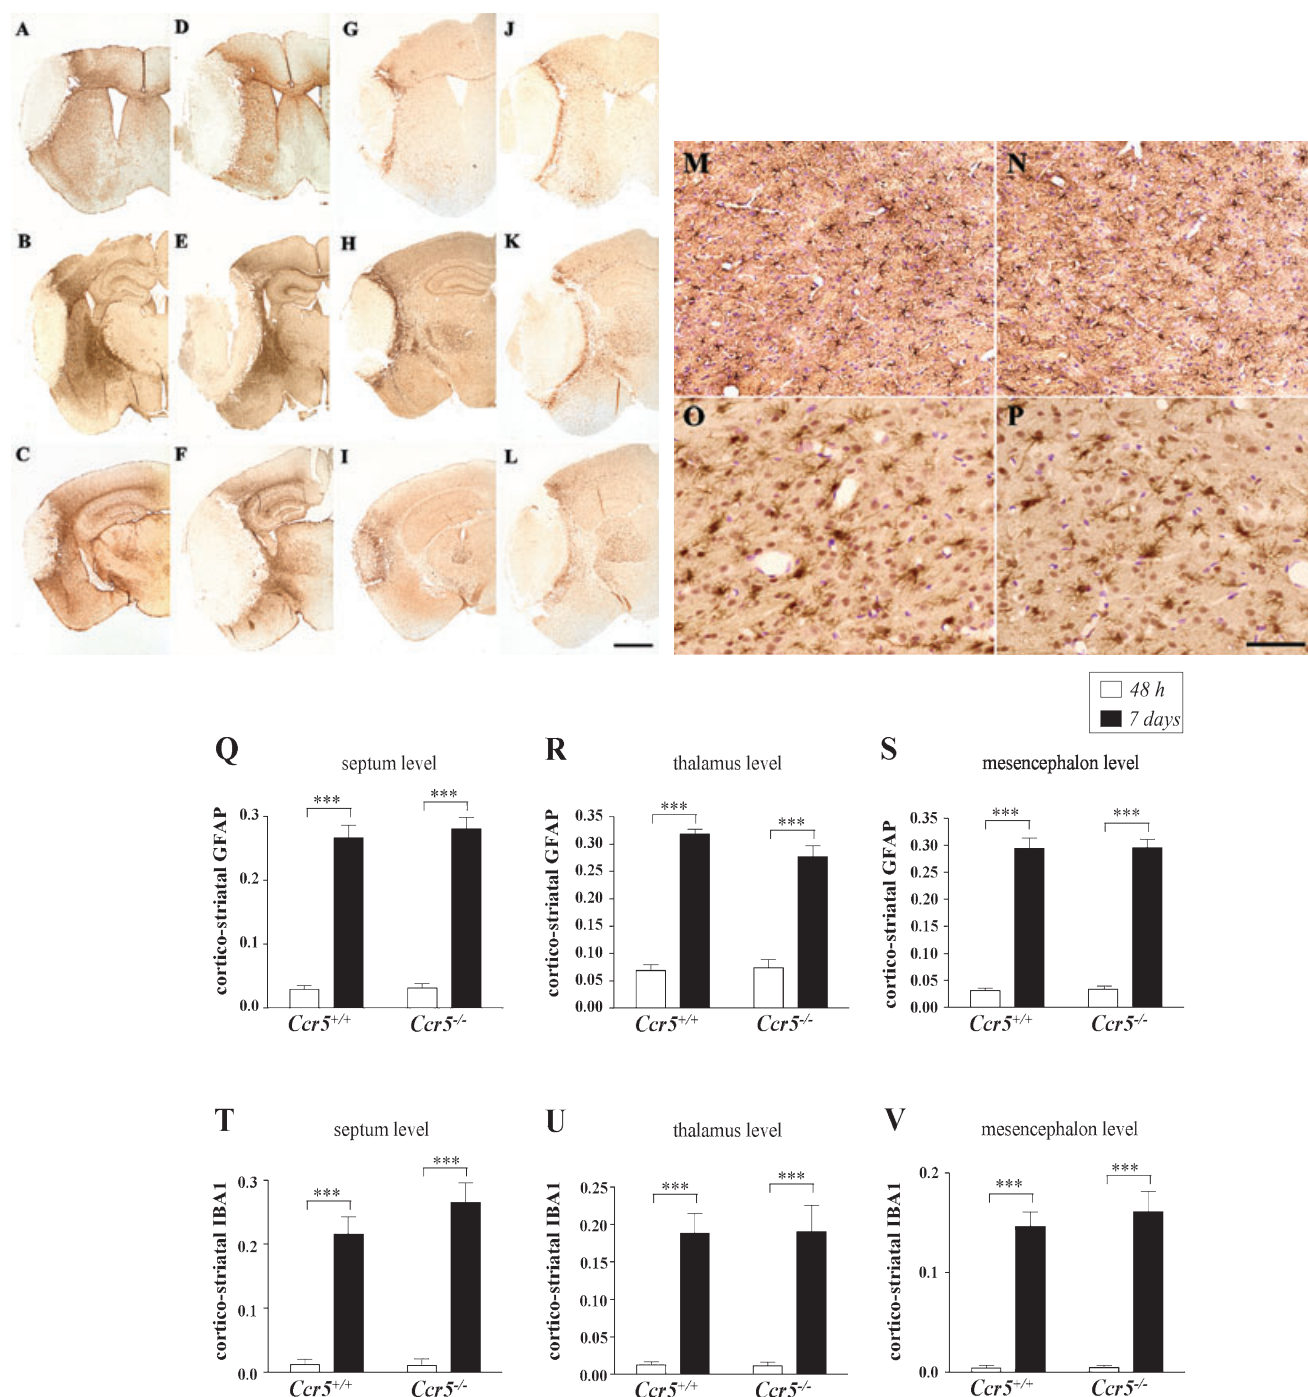 A D G J
B E H K
C F I L
M N
O P
48 h
7 days
Q
septum level
cortico-striatal GFAP
0.3
0.2
0.1
0.0
***
***
Ccr5+/+
Ccr5-/-
R
thalamus level
cortico-striatal GFAP
0.35
0.30
0.25
0.20
0.15
0.10
0.05
0.00
***
***
Ccr5+/+
Ccr5-/-
S
mesencephalon level
cortico-striatal GFAP
0.35
0.30
0.25
0.20
0.15
0.10
0.05
0.00
***
***
Ccr5+/+
Ccr5-/-
T
septum level
cortico-striatal IBA1
0.3
0.2
0.1
0.0
***
***
Ccr5+/+
Ccr5-/-
U
thalamus level
cortico-striatal IBA1
0.25
0.20
0.15
0.10
0.05
0.00
***
***
Ccr5+/+
Ccr5-/-
V
mesencephalon level
cortico-striatal IBA1
0.2
0.1
0.0
***
***
Ccr5+/+
Ccr5-/-